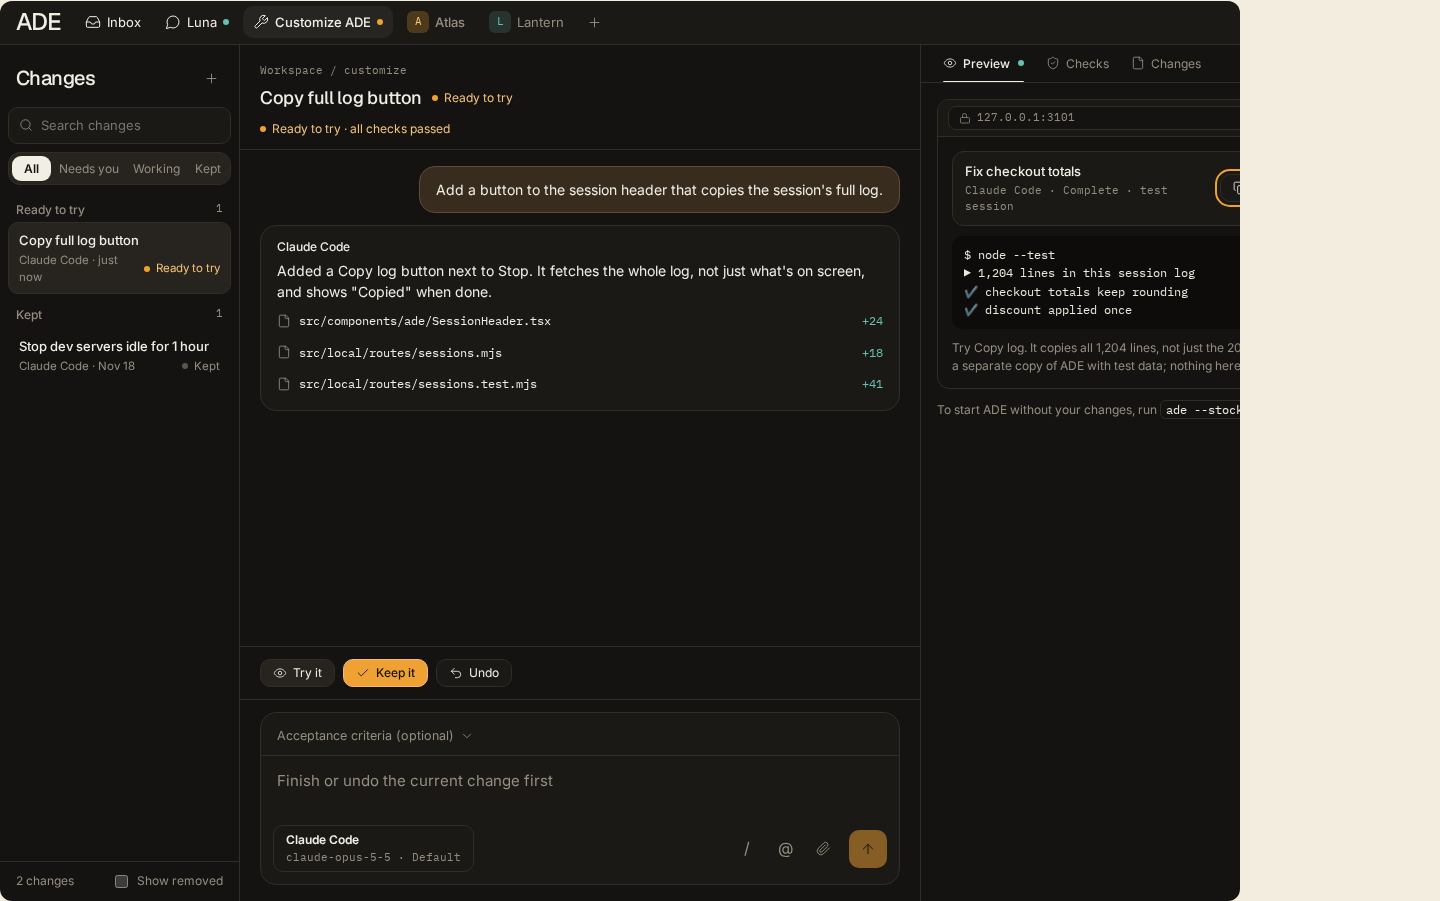 ADE
Inbox
Luna
Customize ADE
A Atlas
L Lantern
Changes
Search changes
All
Needs you
Working
Kept
Ready to try 1
Copy full log button
Claude Code · just now
Ready to try
Kept 1
Stop dev servers idle for 1 hour
Claude Code · Nov 18
Kept
2 changes
Show removed
Workspace / customize
Copy full log button
Ready to try
Ready to try · all checks passed
Add a button to the session header that copies the session's full log.
Claude Code
Added a Copy log button next to Stop. It fetches the whole log, not just what's on screen,
and shows "Copied" when done.
src/components/ade/SessionHeader.tsx +24
src/local/routes/sessions.mjs +18
src/local/routes/sessions.test.mjs +41
Try it
Keep it
Undo
Acceptance criteria (optional)
Finish or undo the current change first
Claude Code
claude-opus-5-5 · Default
/ @
Preview
Checks
Changes
127.0.0.1:3101
Fix checkout totals
Claude Code · Complete · test
session
$ node --test
▶ 1,204 lines in this session log
✔ checkout totals keep rounding
✔ discount applied once
Try Copy log. It copies all 1,204 lines, not just the 20
a separate copy of ADE with test data; nothing here
To start ADE without your changes, run ade --stock